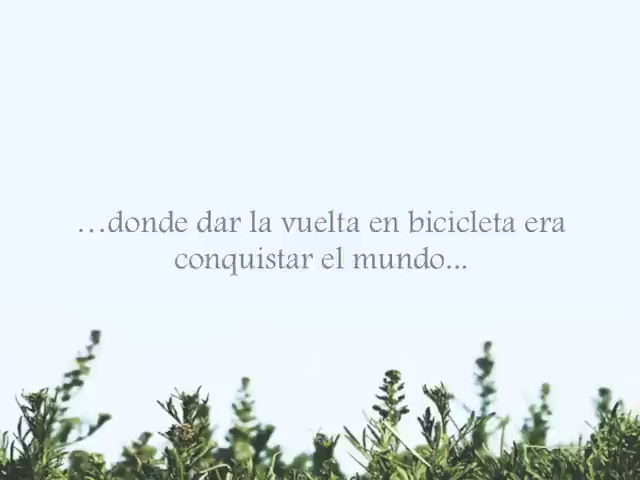 …donde dar la vuelta en bicicleta era
conquistar el mundo...